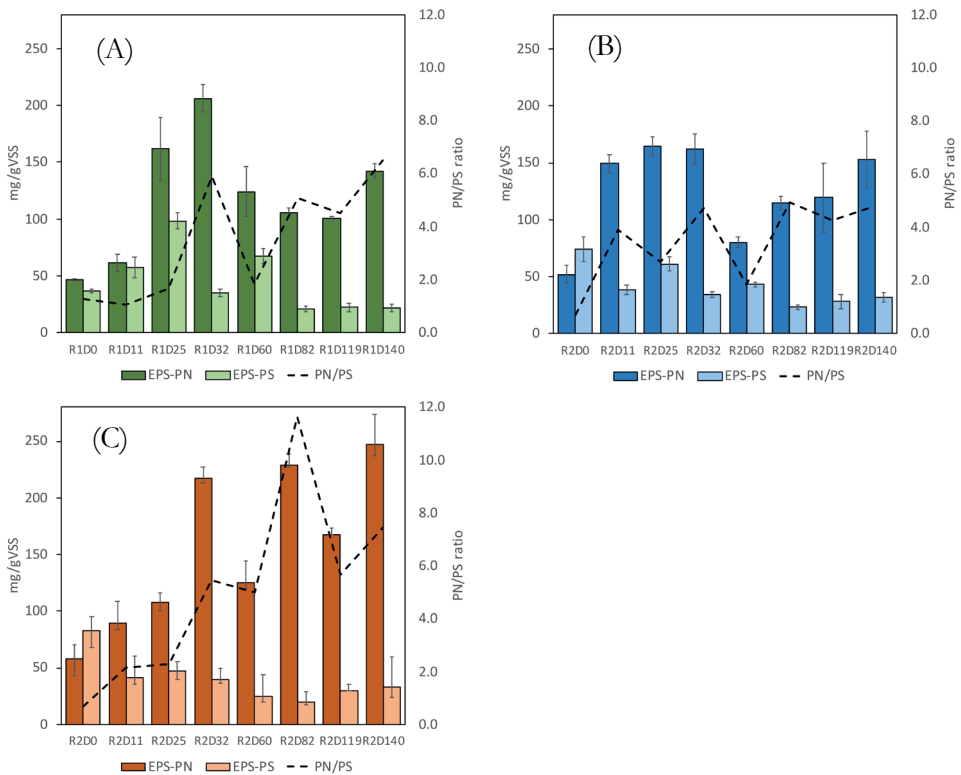 (A)
mg/gVSS
250
200
150
100
50
0
12.0
10.0
8.0
6.0
4.0
2.0
0.0
PN/PS ratio
R1D0 R1D11 R1D25 R1D32 R1D60 R1D82 R1D119 R1D140
EPS-PN EPS-PS PN/PS
(B)
mg/gVSS
250
200
150
100
50
0
12.0
10.0
8.0
6.0
4.0
2.0
0.0
PN/PS ratio
R2D0 R2D11 R2D25 R2D32 R2D60 R2D82 R2D119 R2D140
EPS-PN EPS-PS PN/PS
(C)
mg/gVSS
250
200
150
100
50
0
12.0
10.0
8.0
6.0
4.0
2.0
0.0
PN/PS ratio
R2D0 R2D11 R2D25 R2D32 R2D60 R2D82 R2D119 R2D140
EPS-PN EPS-PS PN/PS